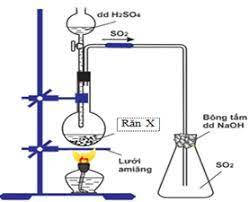 dd H₂SO₄
SO₂
Rắn X
Bông tẩm
dd NaOH
Lưới
amiăng
SO₂